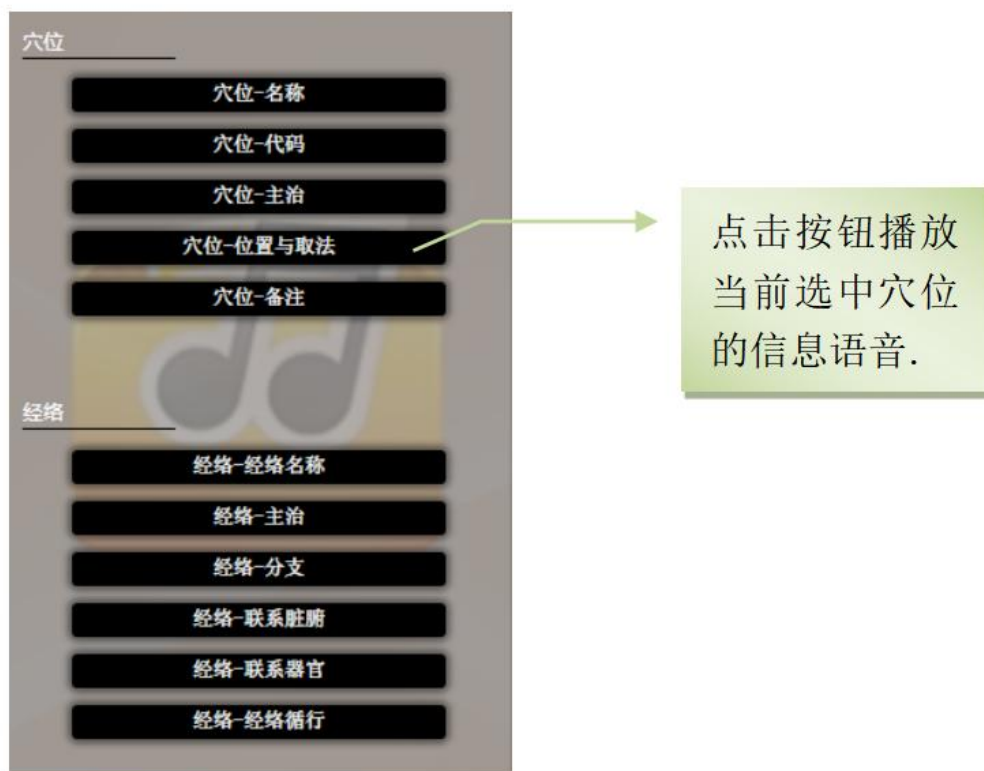 穴位
穴位-名称
穴位-代码
穴位-主治
穴位-位置与取法
穴位-备注
经络
经络-经络名称
经络-主治
经络-分支
经络-联系脏腑
经络-联系器官
经络-经络循行
点击按钮播放
当前选中穴位
的信息语音.